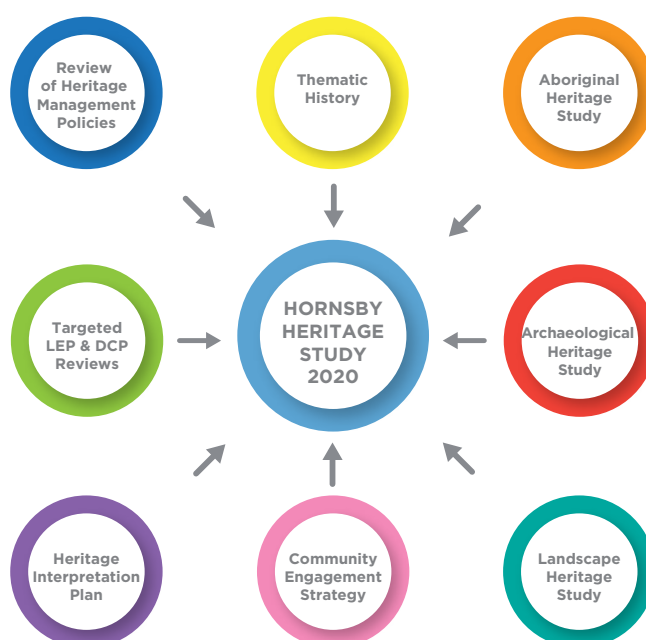 Review
of Heritage
Management
Policies
Thematic
History
Aboriginal
Heritage
Study
Targeted
LEP & DCP
Reviews
HORNSBY
HERITAGE
STUDY
2020
Archaeological
Heritage
Study
Heritage
Interpretation
Plan
Community
Engagement
Strategy
Landscape
Heritage
Study